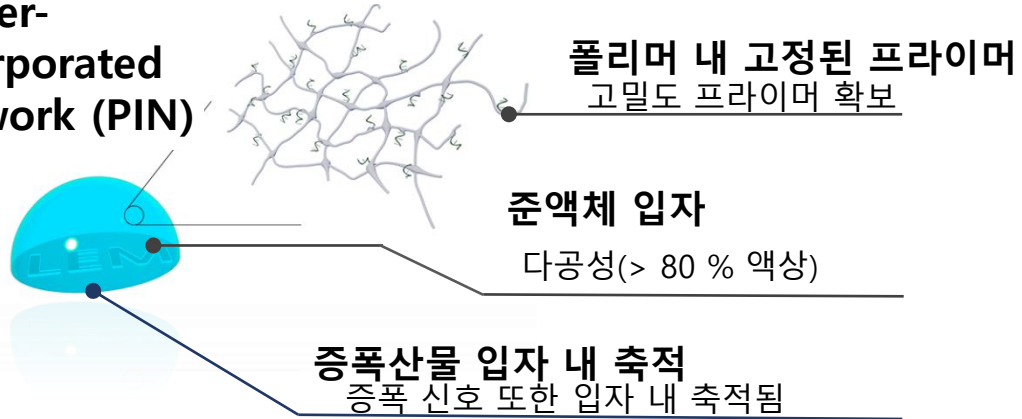 er-
rporated
work (PIN)
폴리머 내 고정된 프라이머
고밀도 프라이머 확보
준액체 입자
다공성(> 80 % 액상)
증폭산물 입자 내 축적
증폭 신호 또한 입자 내 축적됨